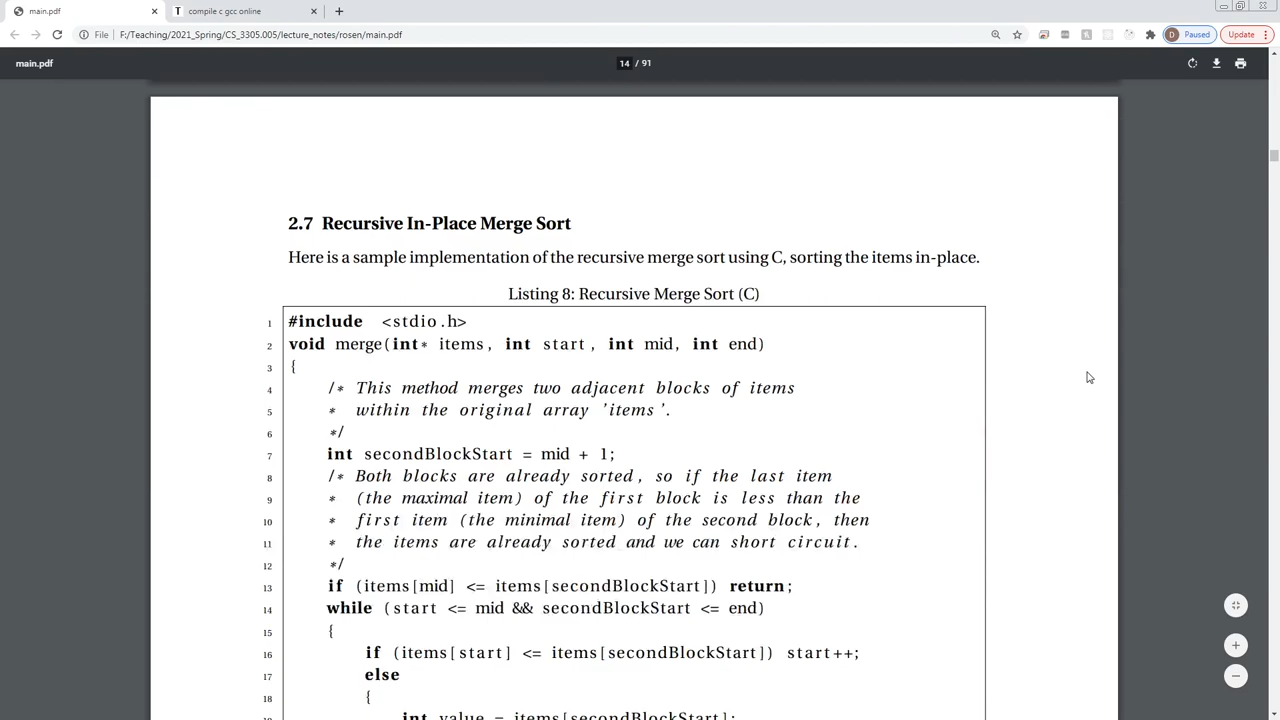 main.pdf
compile c gcc online
File
F:/Teaching/2021_Spring/CS_3305.005/lecture_notes/rosen/main.pdf
D Paused
Update
main.pdf
14 / 91
2.7 Recursive In-Place Merge Sort
Here is a sample implementation of the recursive merge sort using C, sorting the items in-place.
Listing 8: Recursive Merge Sort (C)
1 #include <stdio.h>
2 void merge(int* items, int start, int mid, int end)
3 {
4 /* This method merges two adjacent blocks of items
5 * within the original array 'items'.
6 */
7 int secondBlockStart = mid + 1;
8 /* Both blocks are already sorted, so if the last item
9 * (the maximal item) of the first block is less than the
10 * first item (the minimal item) of the second block, then
11 * the items are already sorted and we can short circuit.
12 */
13 if (items[mid] <= items[secondBlockStart]) return;
14 while (start <= mid && secondBlockStart <= end)
15 {
16 if (items[start] <= items[secondBlockStart]) start++;
17 else
18 {
int value = items[secondBlockStart];